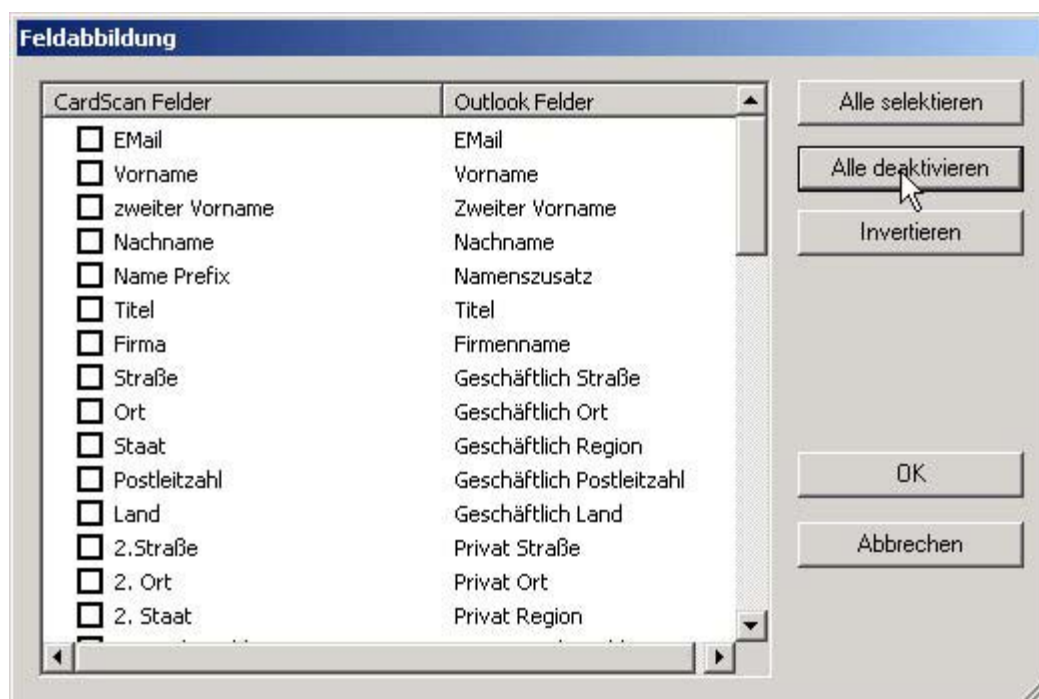 Feldabbildung
CardScan Felder Outlook Felder
EMail EMail
Vorname Vorname
zweiter Vorname Zweiter Vorname
Nachname Nachname
Name Prefix Namenszusatz
Titel Titel
Firma Firmenname
Straße Geschäftlich Straße
Ort Geschäftlich Ort
Staat Geschäftlich Region
Postleitzahl Geschäftlich Postleitzahl
Land Geschäftlich Land
2.Straße Privat Straße
2. Ort Privat Ort
2. Staat Privat Region
Alle selektieren
Alle deaktivieren
Invertieren
OK
Abbrechen